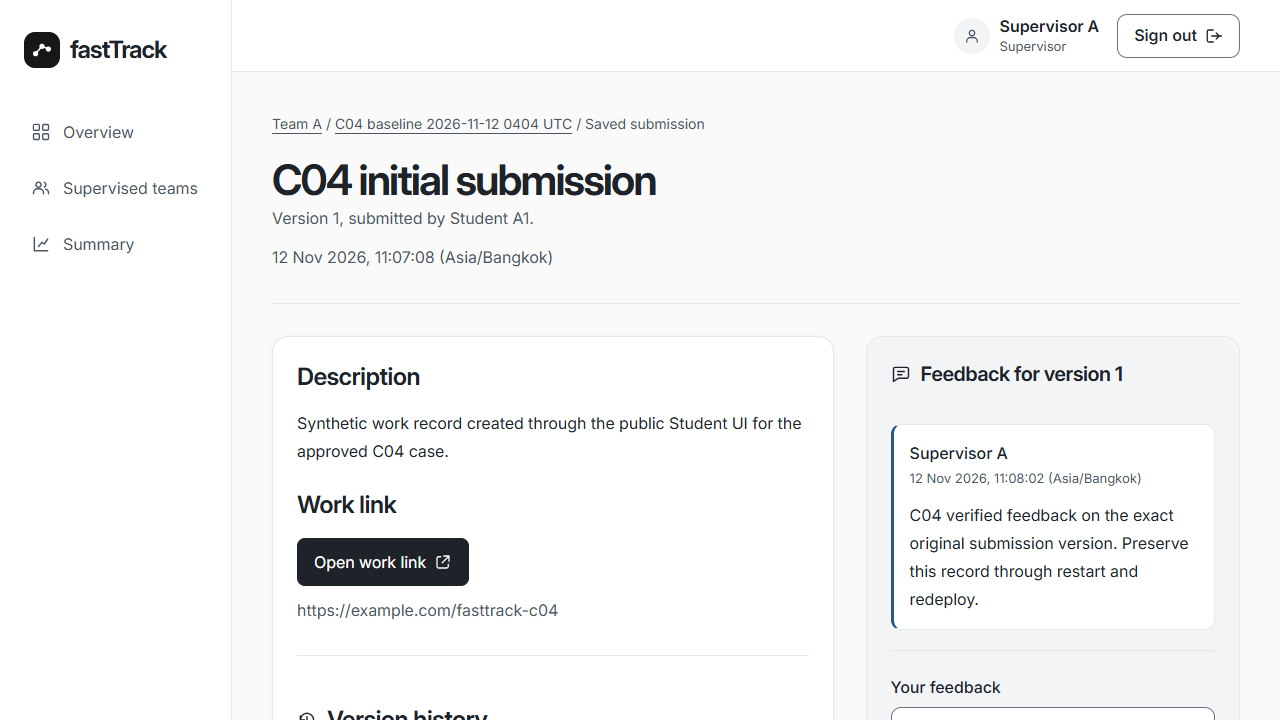 fastTrack
Overview
Supervised teams
Summary
Supervisor A
Supervisor
Sign out
Team A / C04 baseline 2026-11-12 0404 UTC / Saved submission
C04 initial submission
Version 1, submitted by Student A1.
12 Nov 2026, 11:07:08 (Asia/Bangkok)
Description
Synthetic work record created through the public Student UI for the
approved C04 case.
Work link
Open work link
https://example.com/fasttrack-c04
Version history
Feedback for version 1
Supervisor A
12 Nov 2026, 11:08:02 (Asia/Bangkok)
C04 verified feedback on the exact
original submission version. Preserve
this record through restart and
redeploy.
Your feedback